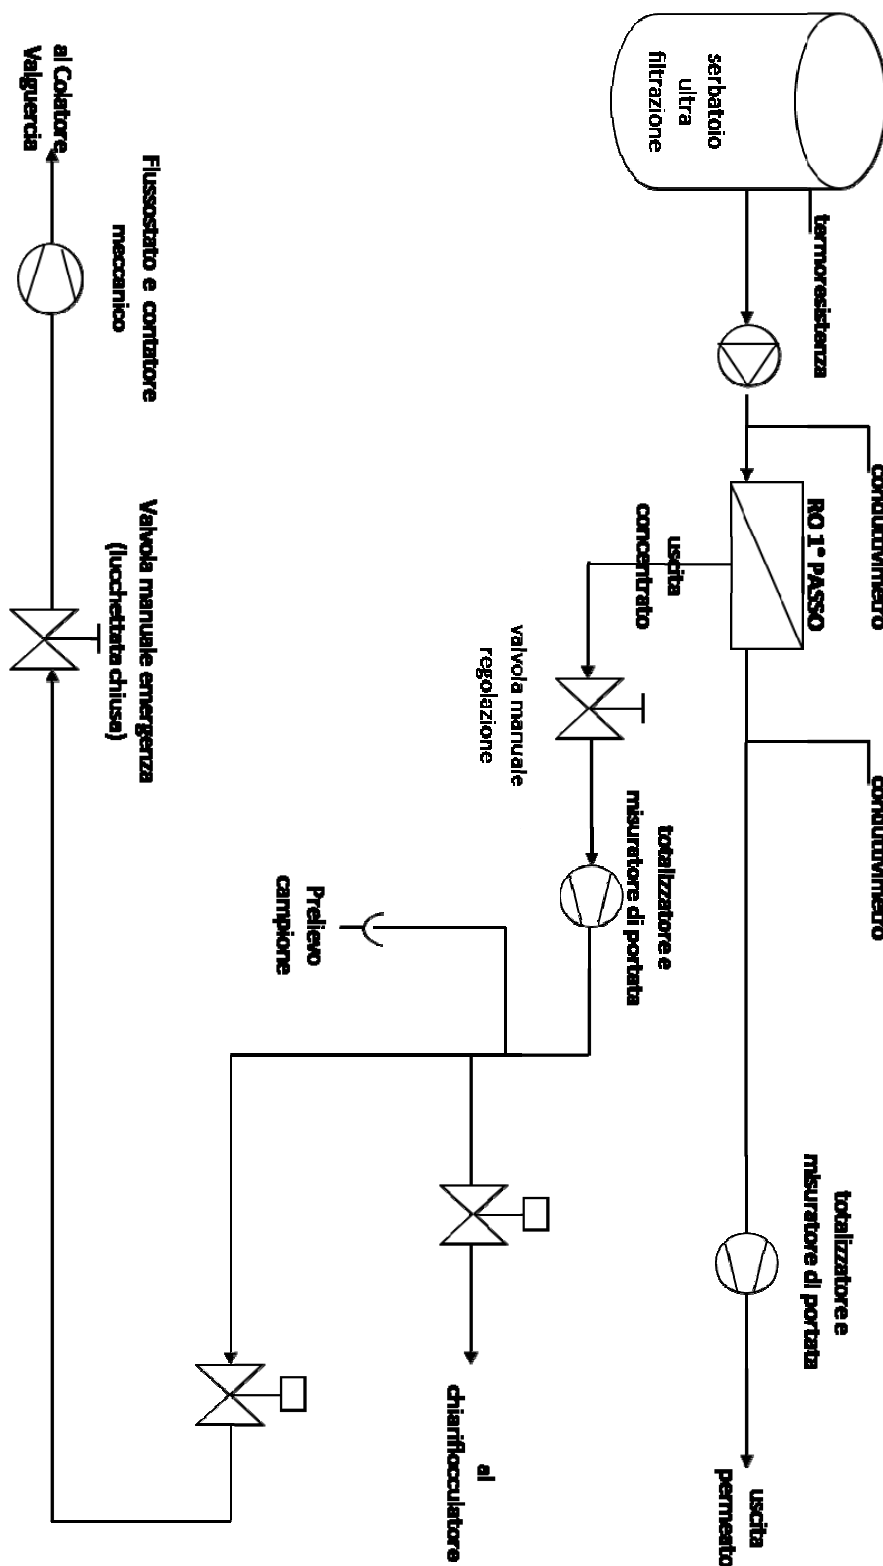 serbatoio
ultra
filtrazione
termoresistenza
conduttivimetro
RO 1° PASSO
conduttivimetro
totalizzatore e
misuratore di portata
uscita
permeato
uscita
concentrato
valvola manuale
regolazione
totalizzatore e
misuratore di portata
Prelievo
campione
al
chiariflocculatore
al Colatore
Valguercia
Flussostato e contatore
meccanico
Valvola manuale emergenza
(lucchettata chiusa)